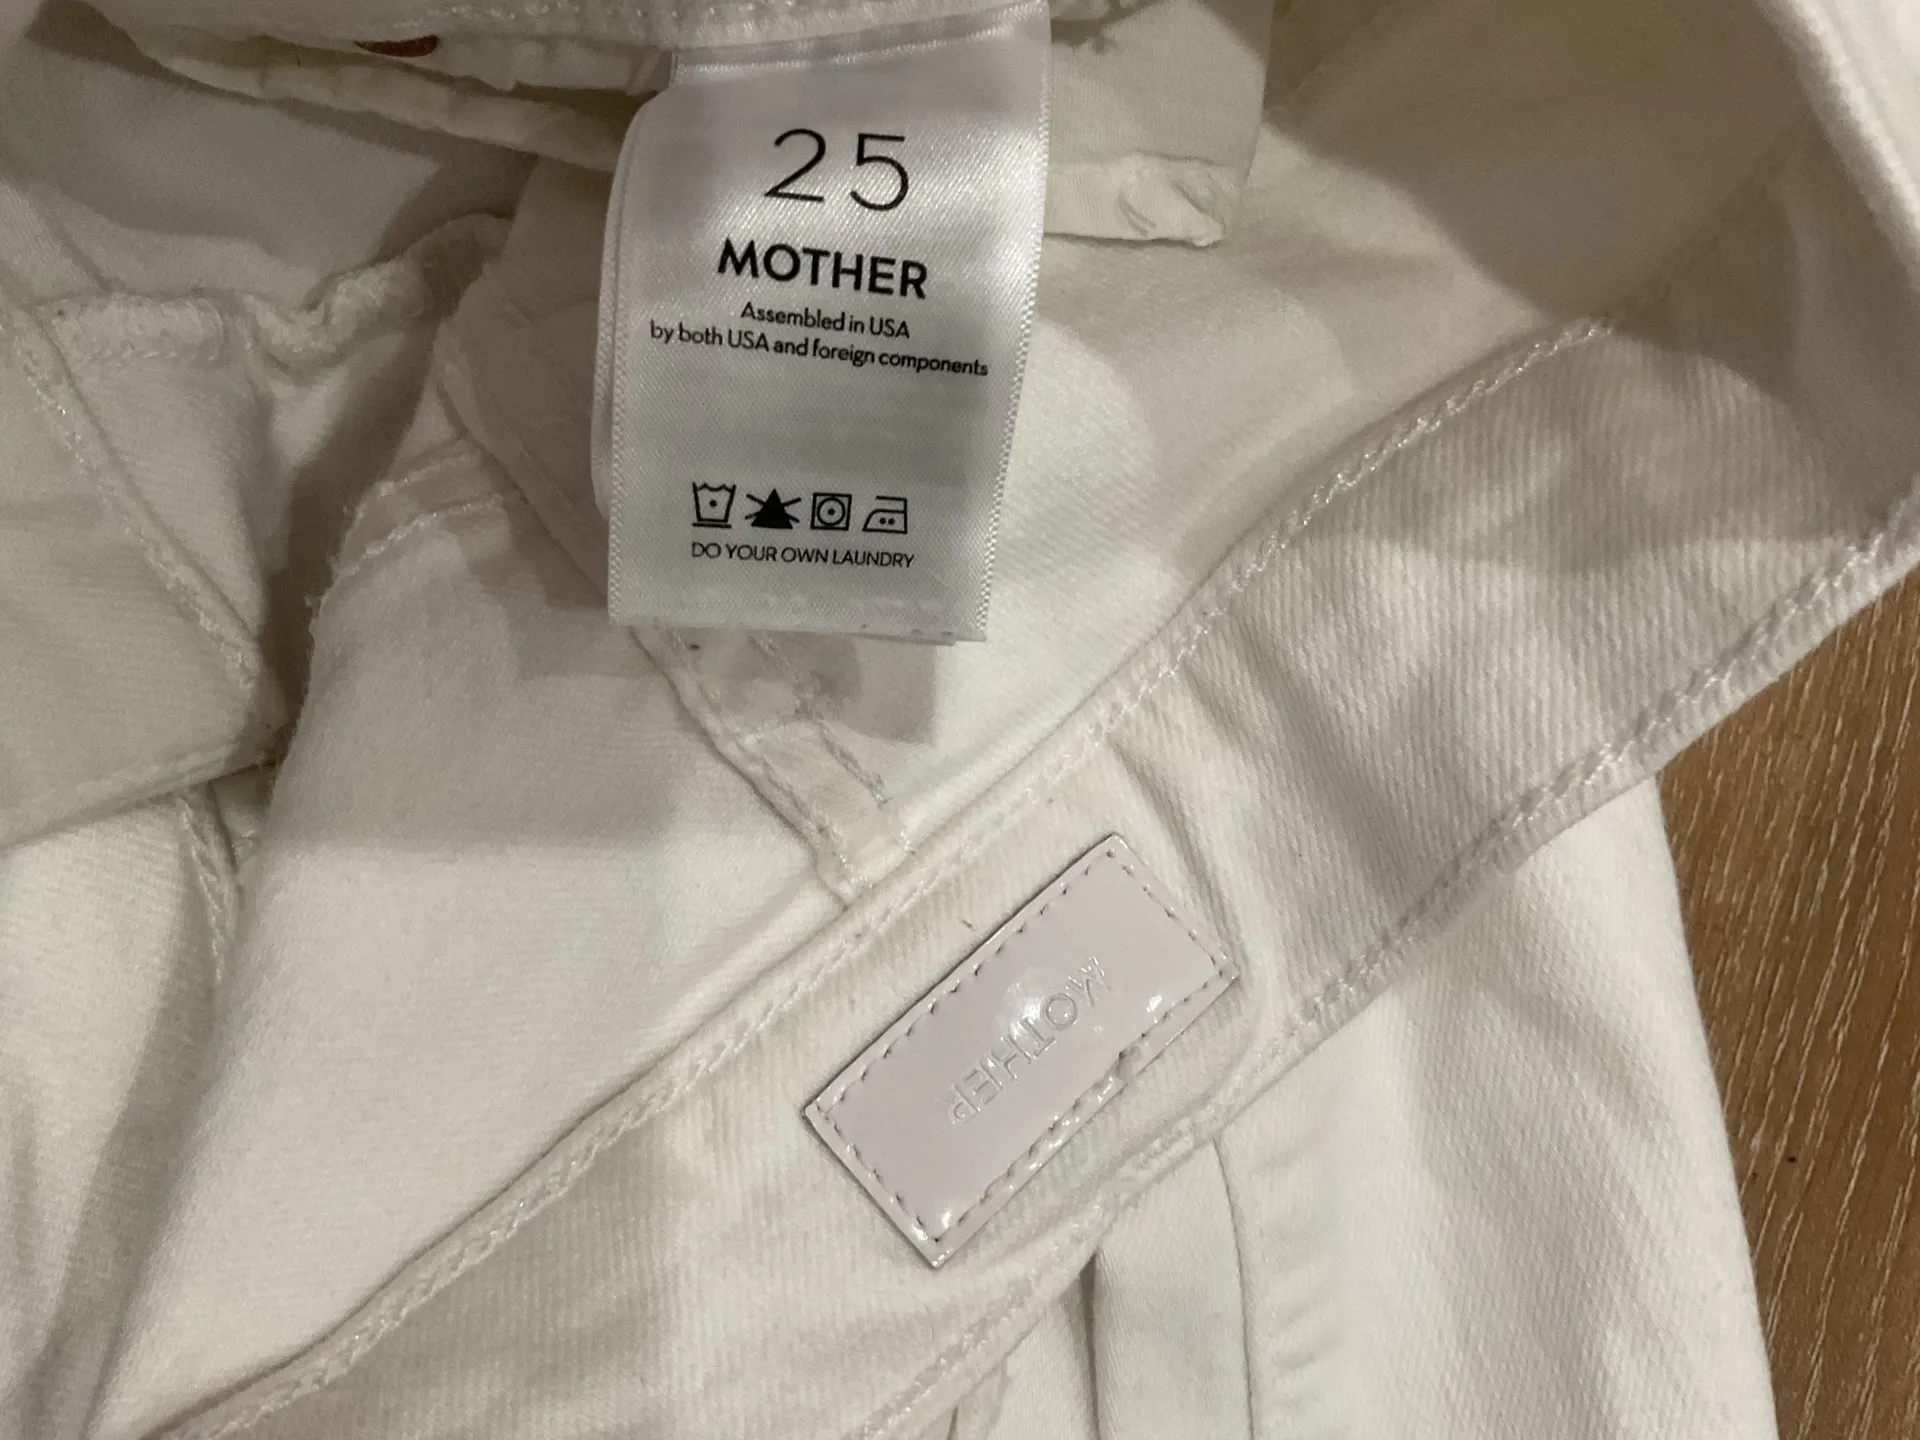 25
MOTHER
Assembled in USA
by both USA and foreign components
DO YOUR OWN LAUNDRY
MOTHER